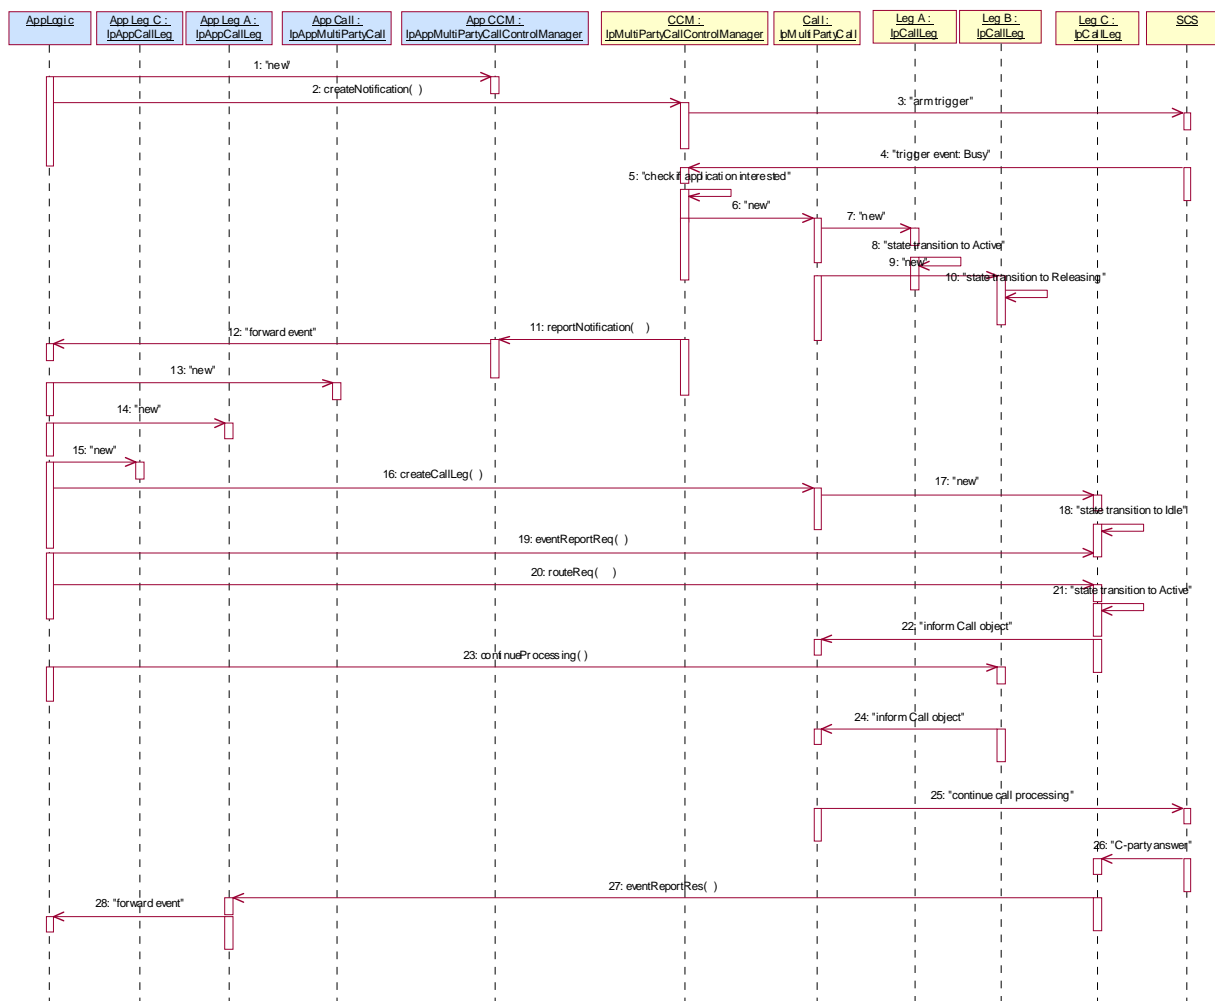 AppLogic
App Leg C :
IpAppCallLeg
App Leg A :
IpAppCallLeg
App Call :
IpAppMultiPartyCall
App CCM :
IpAppMultiPartyCallControlManager
CCM :
IpMultiPartyCallControlManager
Call :
IpMultiPartyCall
Leg A :
IpCallLeg
Leg B :
IpCallLeg
Leg C :
IpCallLeg
SCS
1: "new"
2: createNotification( )
3: "arm trigger"
4: "trigger event: Busy"
5: "check if application interested"
6: "new"
7: "new"
8: "state transition to Active"
9: "new"
10: "state transition to Releasing"
11: reportNotification( )
12: "forward event"
13: "new"
14: "new"
15: "new"
16: createCallLeg( )
17: "new"
18: "state transition to Idle"
19: eventReportReq( )
20: routeReq( )
21: "state transition to Active"
22: "inform Call object"
23: continueProcessing( )
24: "inform Call object"
25: "continue call processing"
26: "C-party answer"
27: eventReportRes( )
28: "forward event"